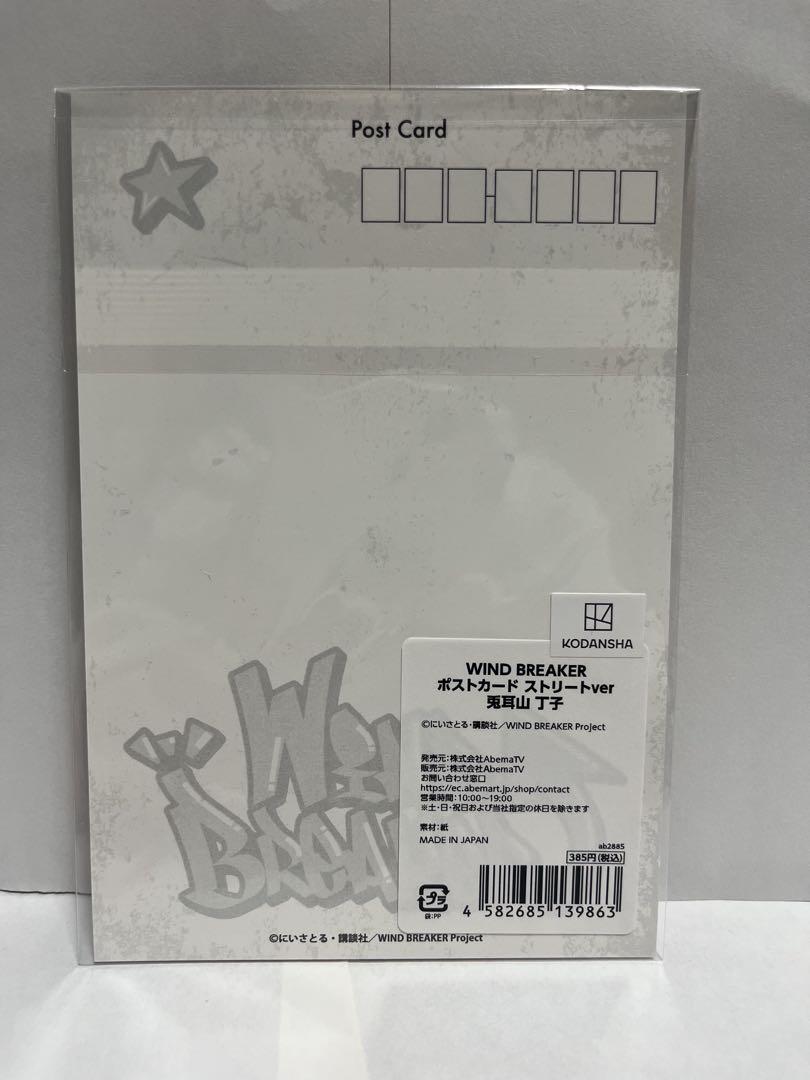 Post Card
KODANSHA
WIND BREAKER
ポストカード ストリートver
兎耳山 丁子
©にいさとる・講談社／WIND BREAKER Project
発売元：株式会社AbemaTV
販売元：株式会社AbemaTV
お問い合わせ窓口
https://ec.abemart.jp/shop/contact
営業時間：10:00〜19:00
※土・日・祝日および当社指定の休日を除きます
素材：紙
MADE IN JAPAN
ab2885
385円(税込)
プラ
袋：PP
4 582685 139863
WIN
BREA
©にいさとる・講談社／WIND BREAKER Project